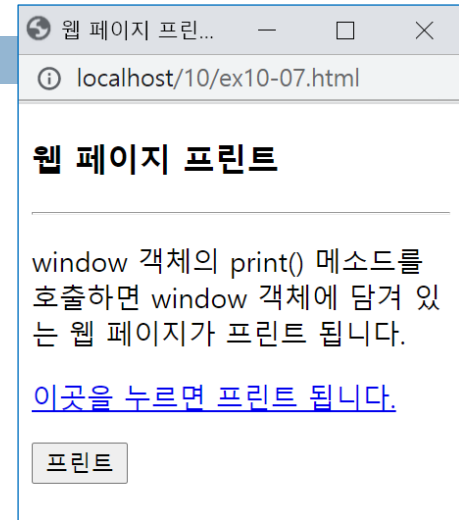 웹 페이지 프린...
localhost/10/ex10-07.html
웹 페이지 프린트
window 객체의 print() 메소드를
호출하면 window 객체에 담겨 있
는 웹 페이지가 프린트 됩니다.
이곳을 누르면 프린트 됩니다.
프린트